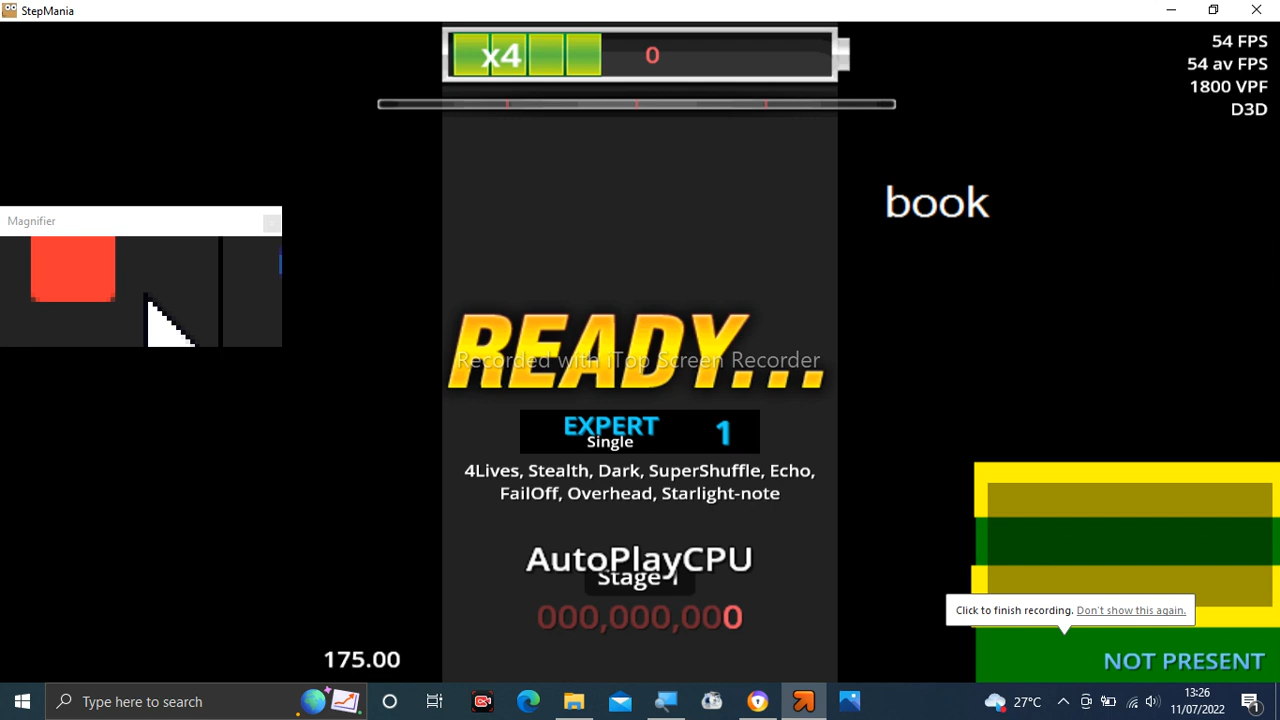 StepMania
x4
0
54 FPS
54 av FPS
1800 VPF
D3D
book
Magnifier
READY...
Recorded with iTop Screen Recorder
EXPERT
1
Single
4Lives, Stealth, Dark, SuperShuffle, Echo,
FailOff, Overhead, Starlight-note
AutoPlayCPU
Stage 1
000,000,000
Click to finish recording. Don't show this again.
175.00
NOT PRESENT
Type here to search
27°C
13:26
11/07/2022
1